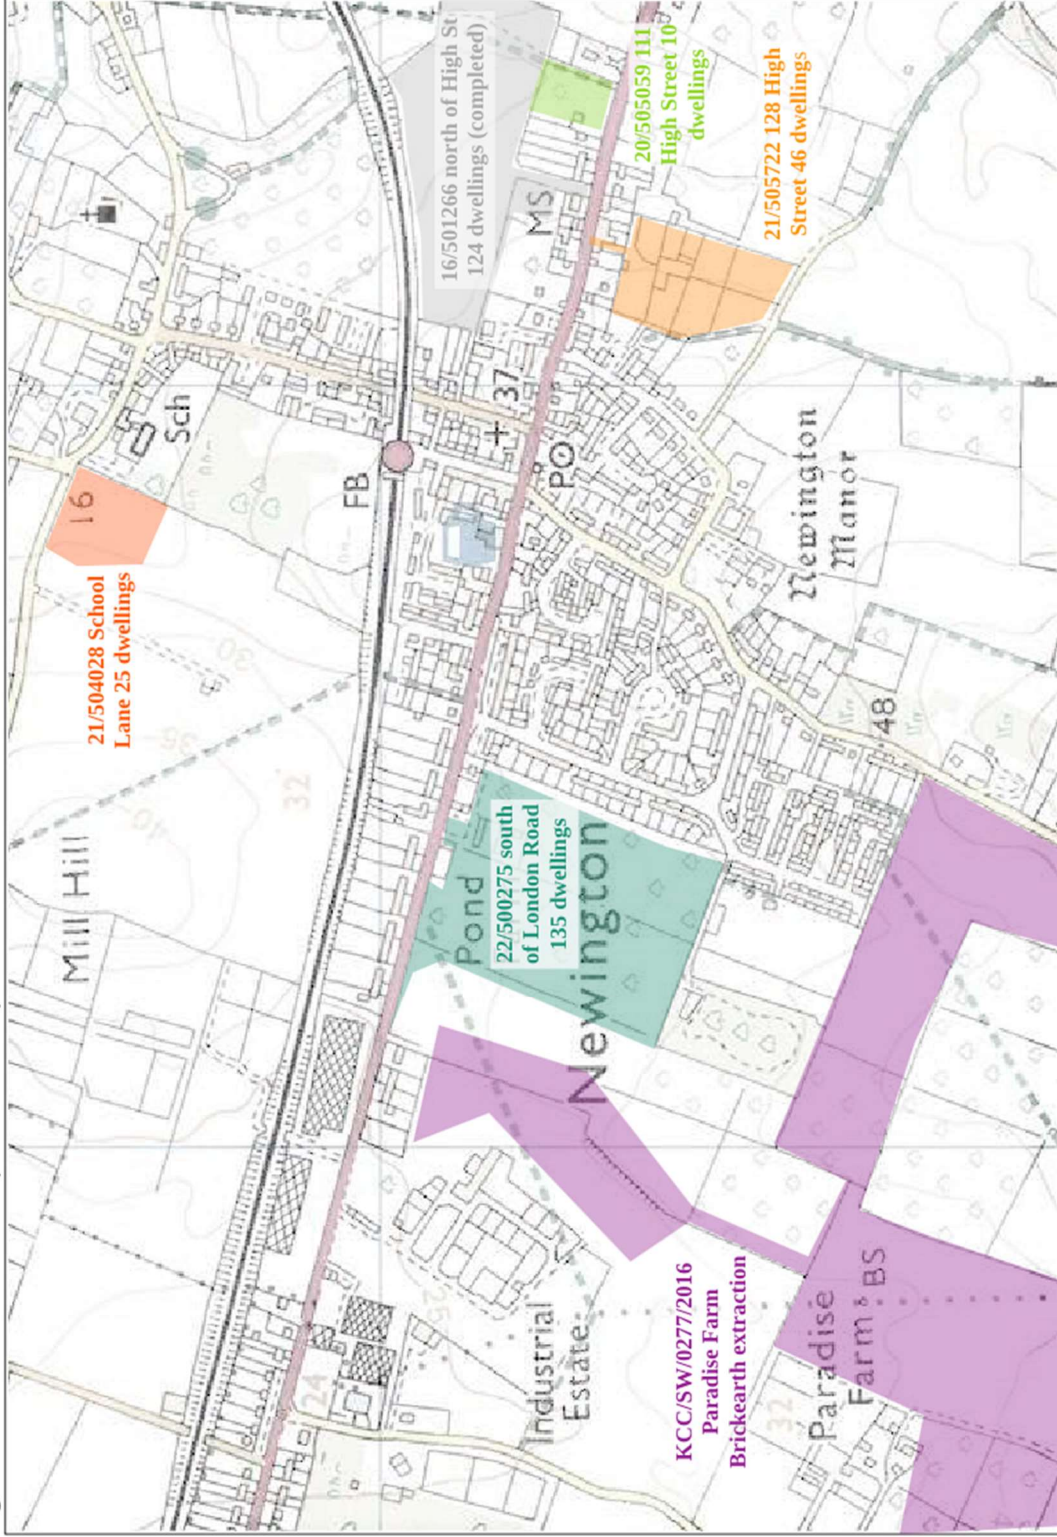 16/501266 north of High St
124 dwellings (completed)
20/505059 111
High Street 10
dwellings
21/505722 128 High
Street 46 dwellings
MS
Sch
16
FB
37
PO
21/504028 School
Lane 25 dwellings
30
35
40
32
Mill Hill
Newington
Manor
48
Pond
22/500275 south
of London Road
135 dwellings
Newington
25
24
Industrial
Estate
KCC/SW/0277/2016
Paradise Farm
Brickearth extraction
32
Paradise
Farm
BS